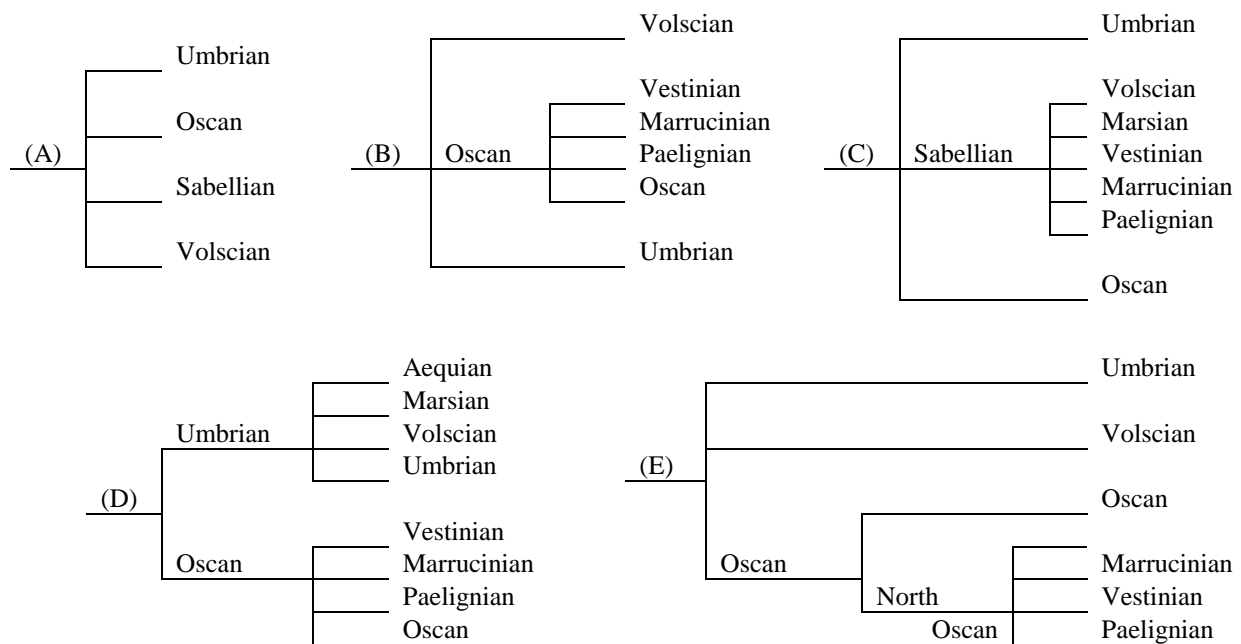 (A)
Umbrian
Oscan
Sabellian
Volscian
(B)
Volscian
Oscan
Vestinian
Marrucinian
Paelignian
Oscan
Umbrian
(C)
Umbrian
Sabellian
Volscian
Marsian
Vestinian
Marrucinian
Paelignian
Oscan
(D)
Umbrian
Aequian
Marsian
Volscian
Umbrian
Oscan
Vestinian
Marrucinian
Paelignian
Oscan
(E)
Umbrian
Volscian
Oscan
Oscan
North
Oscan
Marrucinian
Vestinian
Paelignian